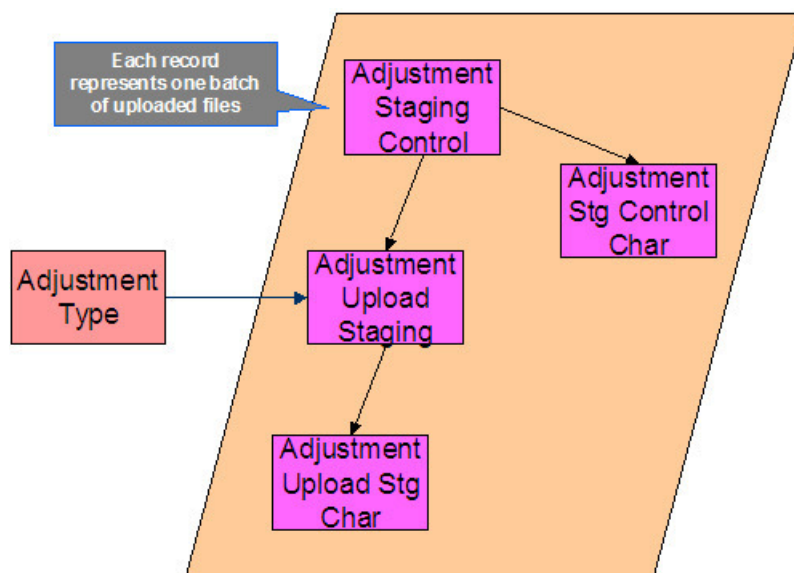 Each record
represents one batch
of uploaded files
Adjustment
Staging
Control
Adjustment
Stg Control
Char
Adjustment
Type
Adjustment
Upload
Staging
Adjustment
Upload Stg
Char